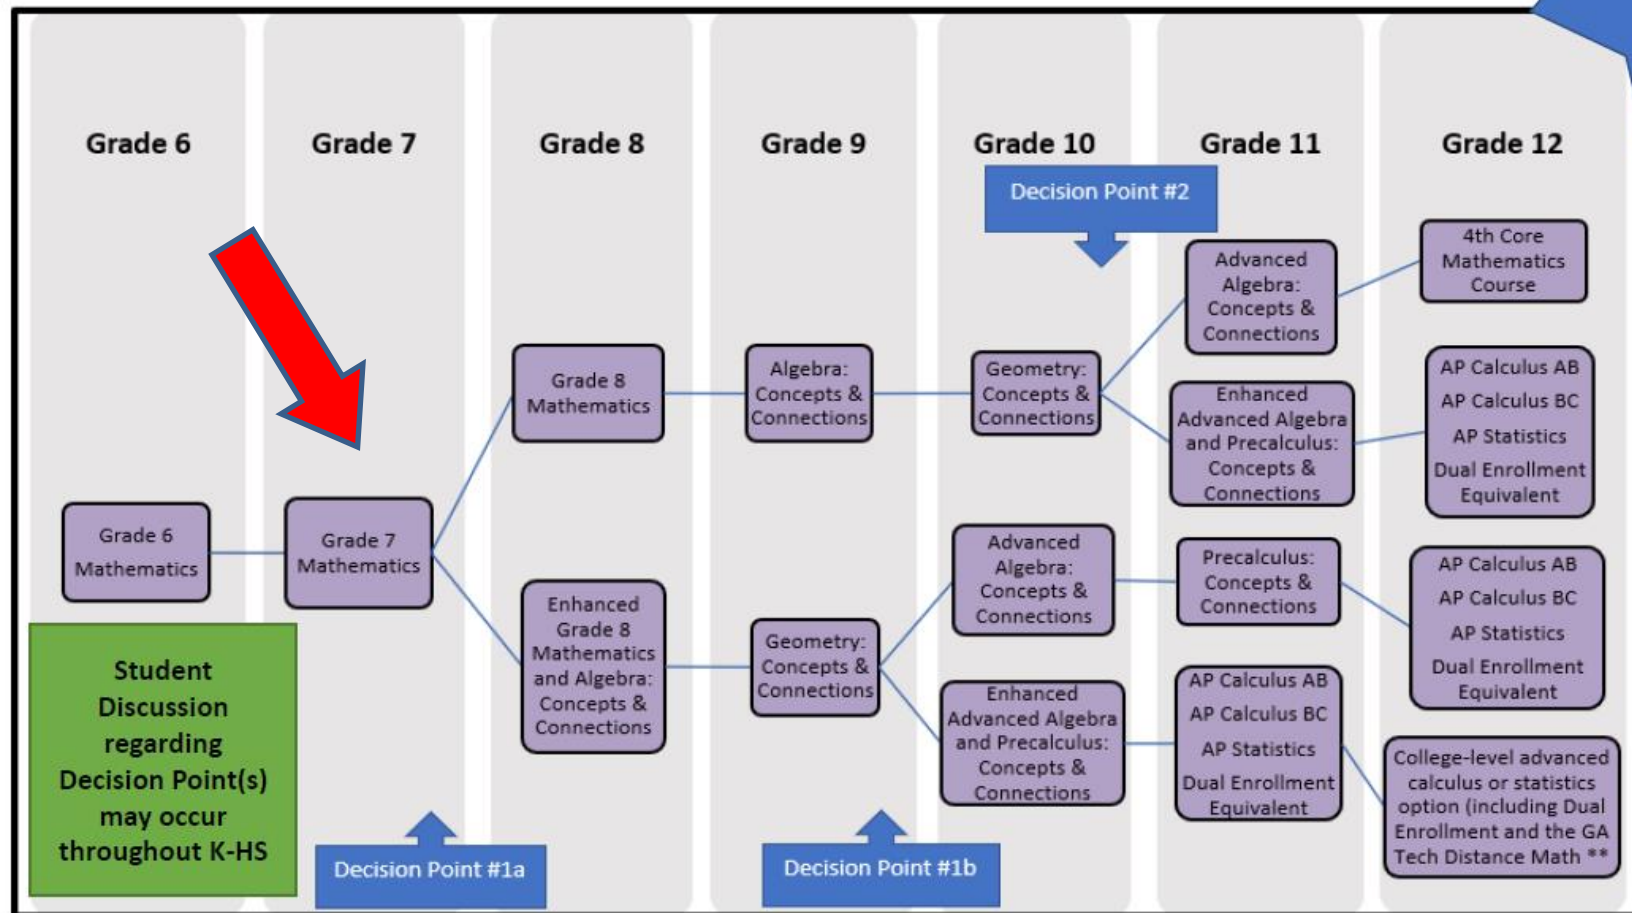 Grade 6
Grade 7
Grade 8
Grade 9
Grade 10
Grade 11
Grade 12
Decision Point #2
Grade 6
Mathematics
Grade 7
Mathematics
Grade 8
Mathematics
Enhanced
Grade 8
Mathematics
and Algebra:
Concepts &
Connections
Algebra:
Concepts &
Connections
Geometry:
Concepts &
Connections
Geometry:
Concepts &
Connections
Advanced
Algebra:
Concepts &
Connections
Enhanced
Advanced Algebra
and Precalculus:
Concepts &
Connections
Advanced
Algebra:
Concepts &
Connections
Enhanced
Advanced Algebra
and Precalculus:
Concepts &
Connections
Precalculus:
Concepts &
Connections
AP Calculus AB
AP Calculus BC
AP Statistics
Dual Enrollment
Equivalent
4th Core
Mathematics
Course
AP Calculus AB
AP Calculus BC
AP Statistics
Dual Enrollment
Equivalent
AP Calculus AB
AP Calculus BC
AP Statistics
Dual Enrollment
Equivalent
College-level advanced
calculus or statistics
option (including Dual
Enrollment and the GA
Tech Distance Math **
Student
Discussion
regarding
Decision Point(s)
may occur
throughout K-HS
Decision Point #1a
Decision Point #1b